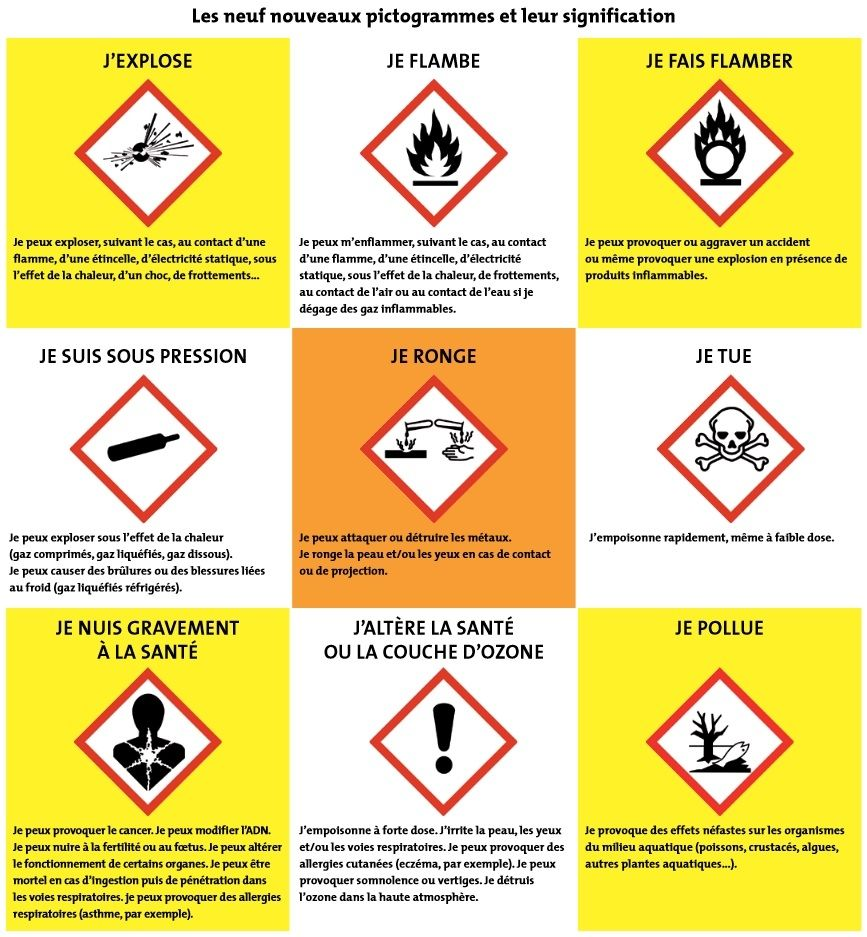 Les neuf nouveaux pictogrammes et leur signification
J'EXPLOSE
Je peux exploser, suivant le cas, au contact d'une
flamme, d'une étincelle, d'électricité statique, sous
l'effet de la chaleur, d'un choc, de frottements...
JE FLAMBE
Je peux m'enflammer, suivant le cas, au contact
d'une flamme, d'une étincelle, d'électricité
statique, sous l'effet de la chaleur, de frottements,
au contact de l'air ou au contact de l'eau si je
dégage des gaz inflammables.
JE FAIS FLAMBER
Je peux provoquer ou aggraver un accident
ou même provoquer une explosion en présence de
produits inflammables.
JE SUIS SOUS PRESSION
Je peux exploser sous l'effet de la chaleur
(gaz comprimés, gaz liquéfiés, gaz dissous).
Je peux causer des brûlures ou des blessures liées
au froid (gaz liquéfiés réfrigérés).
JE RONGE
Je peux attaquer ou détruire les métaux.
Je ronge la peau et/ou les yeux en cas de contact
ou de projection.
JE TUE
J'empoisonne rapidement, même à faible dose.
JE NUIS GRAVEMENT
À LA SANTÉ
Je peux provoquer le cancer. Je peux modifier l'ADN.
Je peux nuire à la fertilité ou au fœtus. Je peux altérer
le fonctionnement de certains organes. Je peux être
mortel en cas d'ingestion puis de pénétration dans
les voies respiratoires. je peux provoquer des allergies
respiratoires (asthme, par exemple).
J'ALTÈRE LA SANTÉ
OU LA COUCHE D'OZONE
J'empoisonne à forte dose. J'irrite la peau, les yeux
et/ou les voies respiratoires. Je peux provoquer des
allergies cutanées (eczéma, par exemple). Je peux
provoquer somnolence ou vertiges. Je détruis
l'ozone dans la haute atmosphère.
JE POLLUE
Je provoque des effets néfastes sur les organismes
du milieu aquatique (poissons, crustacés, algues,
autres plantes aquatiques...).